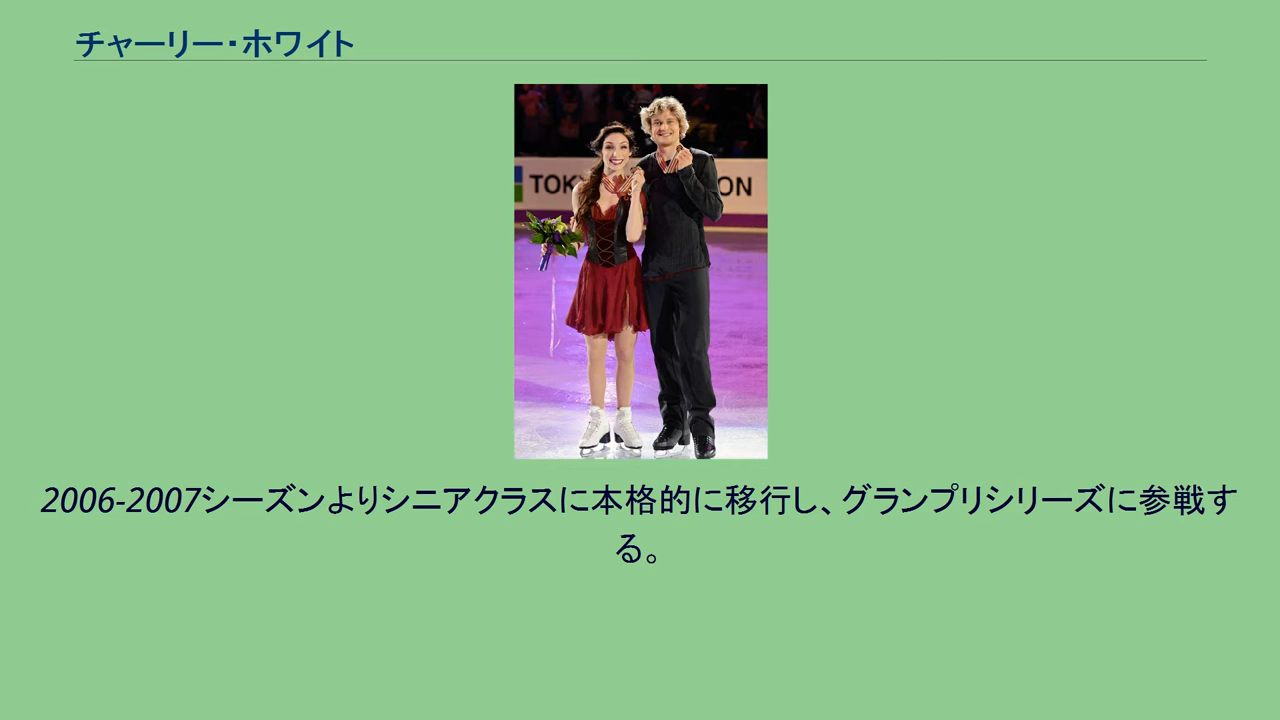 チャーリー・ホワイト
TOKY
ON
2006-2007シーズンよりシニアクラスに本格的に移行し、グランプリシリーズに参戦す
る。